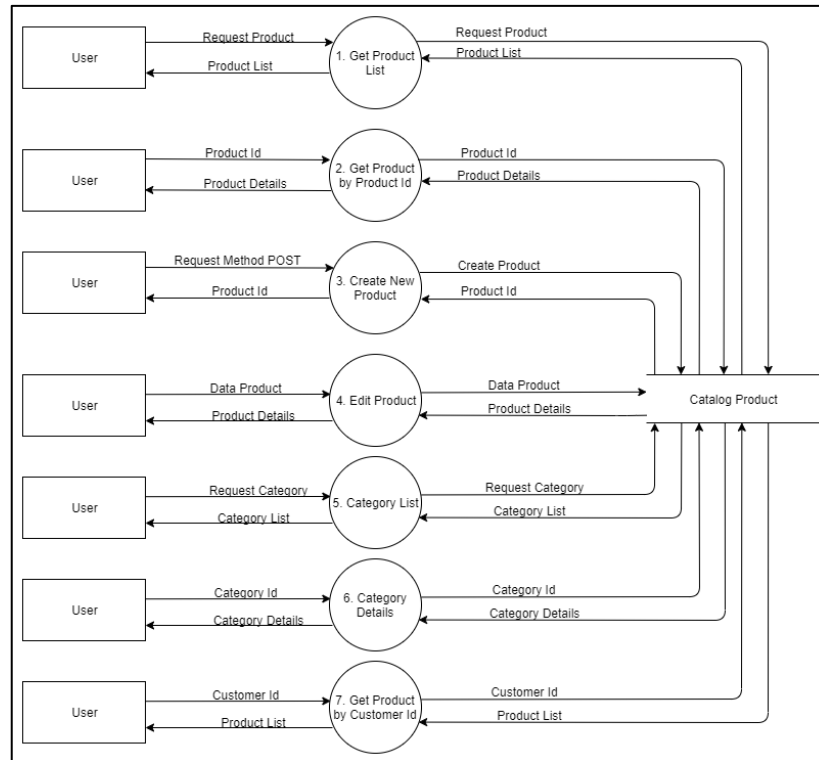 Request Product
Request Product
User
1. Get Product
List
Product List
Product List
Product Id
Product Id
User
2. Get Product
by Product Id
Product Details
Product Details
Request Method POST
Create Product
User
3. Create New
Product
Product Id
Product Id
Data Product
Data Product
User
4. Edit Product
Catalog Product
Product Details
Product Details
Request Category
Request Category
User
5. Category List
Category List
Category List
Category Id
Category Id
User
6. Category
Details
Category Details
Category Details
Customer Id
Customer Id
User
7. Get Product
by Customer Id
Product List
Product List